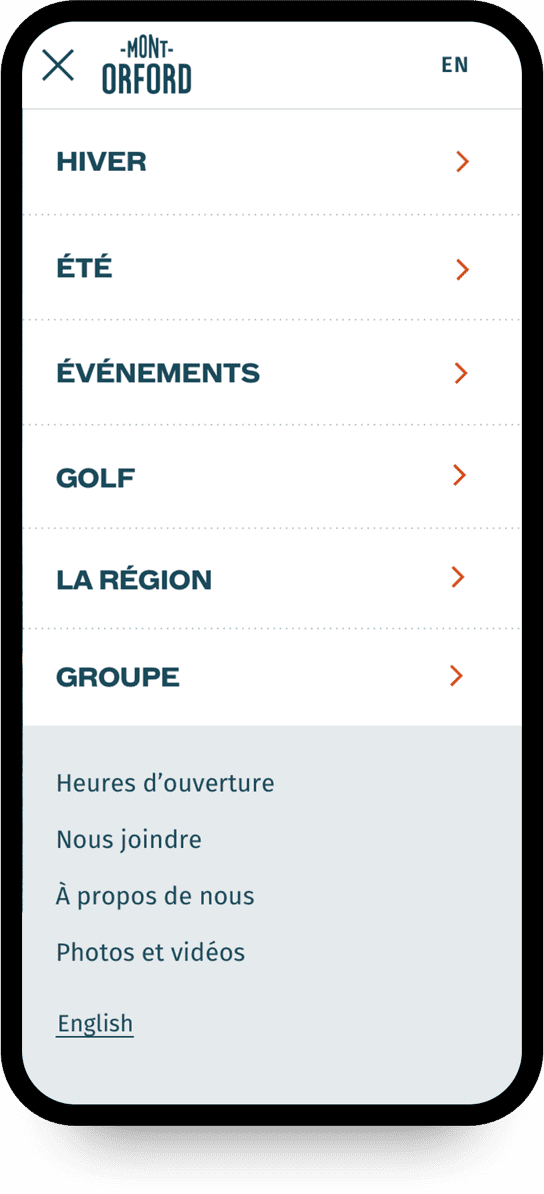 -MONT-
ORFORD
EN
HIVER
ÉTÉ
ÉVÉNEMENTS
GOLF
LA RÉGION
GROUPE
Heures d’ouverture
Nous joindre
À propos de nous
Photos et vidéos
English